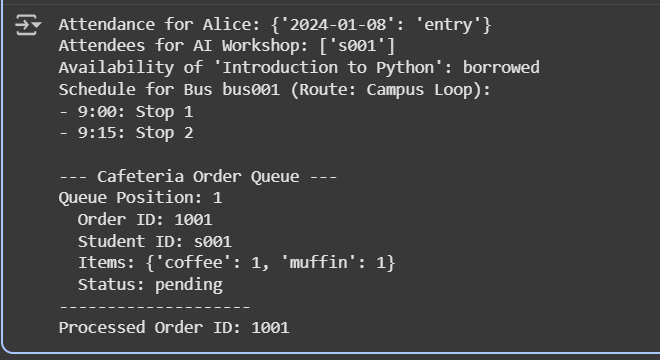 Attendance for Alice: {'2024-01-08': 'entry'}
Attendees for AI Workshop: ['s001']
Availability of 'Introduction to Python': borrowed
Schedule for Bus bus001 (Route: Campus Loop):
- 9:00: Stop 1
- 9:15: Stop 2

--- Cafeteria Order Queue ---
Queue Position: 1
  Order ID: 1001
  Student ID: s001
  Items: {'coffee': 1, 'muffin': 1}
  Status: pending
--------------------
Processed Order ID: 1001